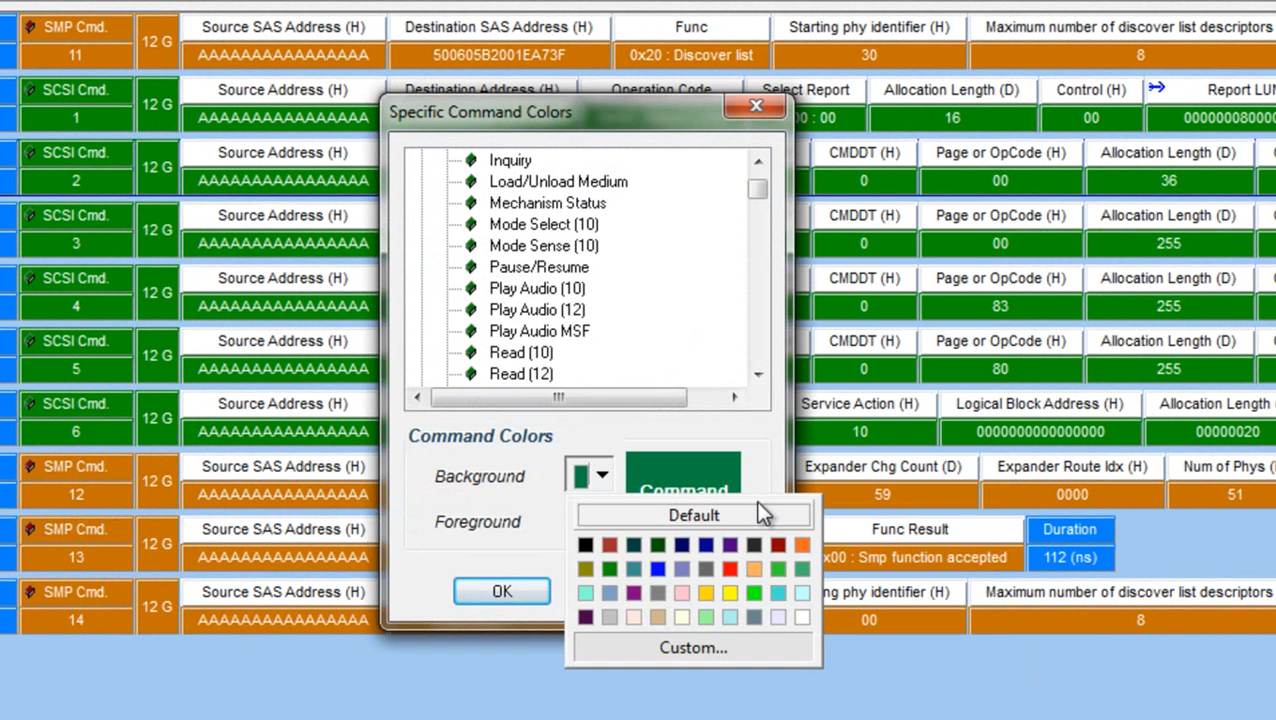 SMP Cmd. 12 G Source SAS Address (H) Destination SAS Address (H) Func Starting phy identifier (H) Maximum number of discover list descriptors
11 AAAAAAAAAAAAAAAA 500605B2001EA73F 0x20 : Discover list 30 8
SCSI Cmd. 12 G Source Address (H) Destination Address (H) Operation Code Select Report Allocation Length (D) Control (H) Report LUN
1 AAAAAAAAAAAAAAAA 00 : 00 16 00 000000080000
Specific Command Colors
SCSI Cmd. 12 G Source Address (H) CMDDT (H) Page or OpCode (H) Allocation Length (D)
2 AAAAAAAAAAAAAAAA 0 00 36
SCSI Cmd. 12 G Source Address (H) CMDDT (H) Page or OpCode (H) Allocation Length (D)
3 AAAAAAAAAAAAAAAA 0 00 255
SCSI Cmd. 12 G Source Address (H) CMDDT (H) Page or OpCode (H) Allocation Length (D)
4 AAAAAAAAAAAAAAAA 0 83 255
SCSI Cmd. 12 G Source Address (H) CMDDT (H) Page or OpCode (H) Allocation Length (D)
5 AAAAAAAAAAAAAAAA 0 80 255
SCSI Cmd. 12 G Source Address (H) Service Action (H) Logical Block Address (H) Allocation Length
6 AAAAAAAAAAAAAAAA 10 0000000000000000 00000020
SMP Cmd. 12 G Source SAS Address (H) Expander Chg Count (D) Expander Route Idx (H) Num of Phys (
12 AAAAAAAAAAAAAAAA 59 0000 51
SMP Cmd. 12 G Source SAS Address (H) Func Result Duration
13 AAAAAAAAAAAAAAAA x00 : Smp function accepted 112 (ns)
SMP Cmd. 12 G Source SAS Address (H) ng phy identifier (H) Maximum number of discover list descriptors
14 AAAAAAAAAAAAAAAA 00 8
Inquiry
Load/Unload Medium
Mechanism Status
Mode Select (10)
Mode Sense (10)
Pause/Resume
Play Audio (10)
Play Audio (12)
Play Audio MSF
Read (10)
Read (12)
Command Colors
Background
Command
Foreground
Default
OK
Custom...